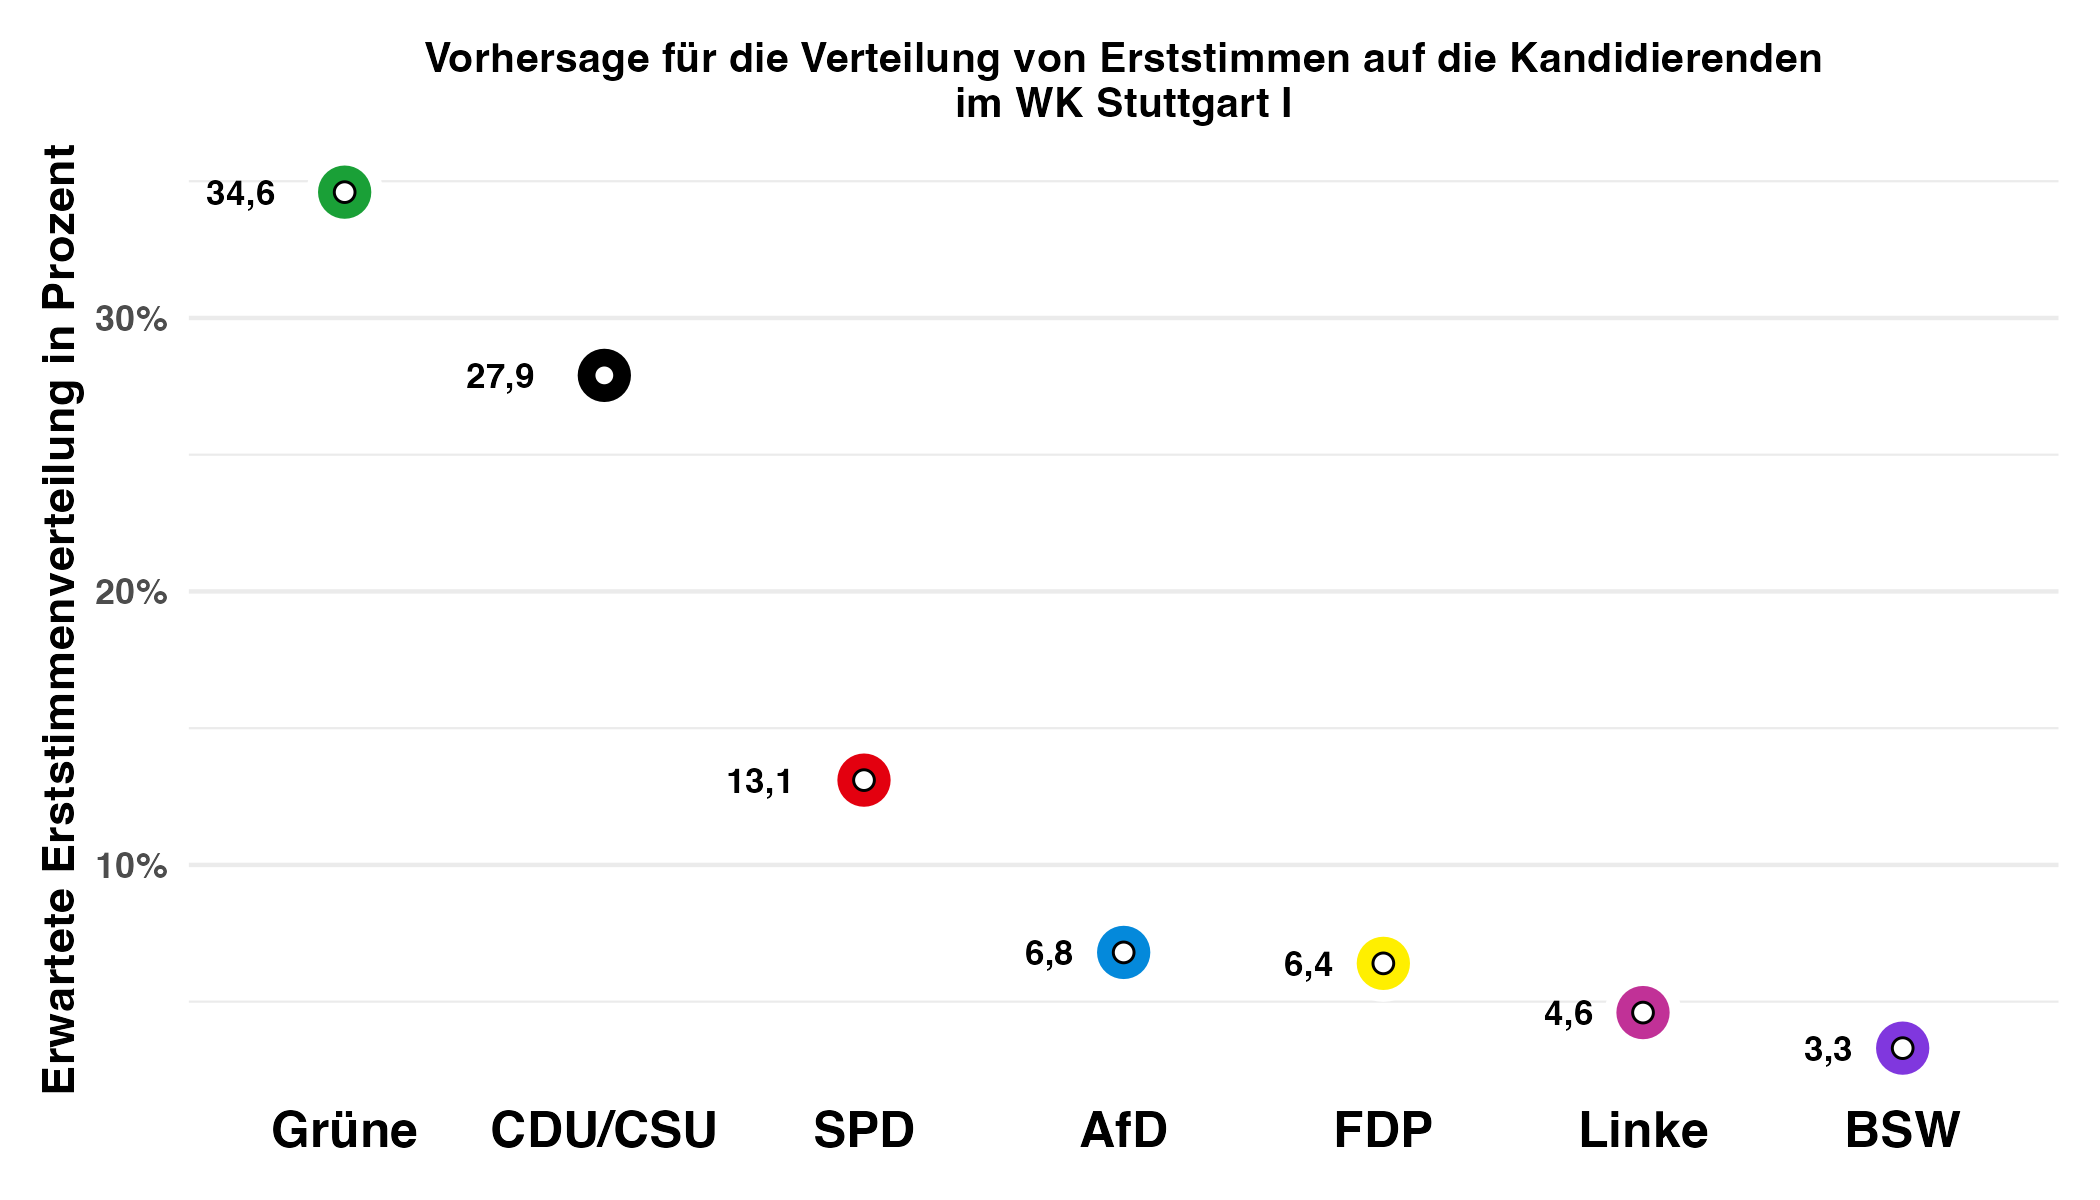 Vorhersage für die Verteilung von Erststimmen auf die Kandidierenden
im WK Stuttgart I
Erwartete Erststimmenverteilung in Prozent
34,6
30%
27,9
20%
13,1
10%
6,8
6,4
4,6
3,3
Grüne CDU/CSU SPD AfD FDP Linke BSW